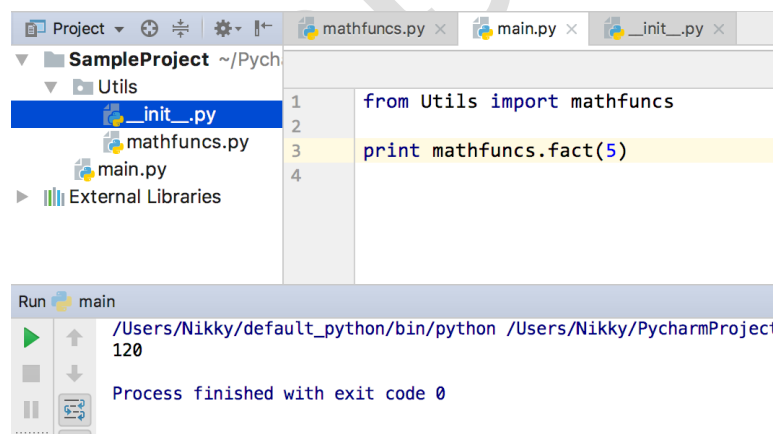 Project
mathfuncs.py
main.py
__init__.py
SampleProject ~/Pych
Utils
__init__.py
mathfuncs.py
main.py
External Libraries
1 from Utils import mathfuncs
2
3 print mathfuncs.fact(5)
4
Run main
/Users/Nikky/default_python/bin/python /Users/Nikky/PycharmProject
120
Process finished with exit code 0